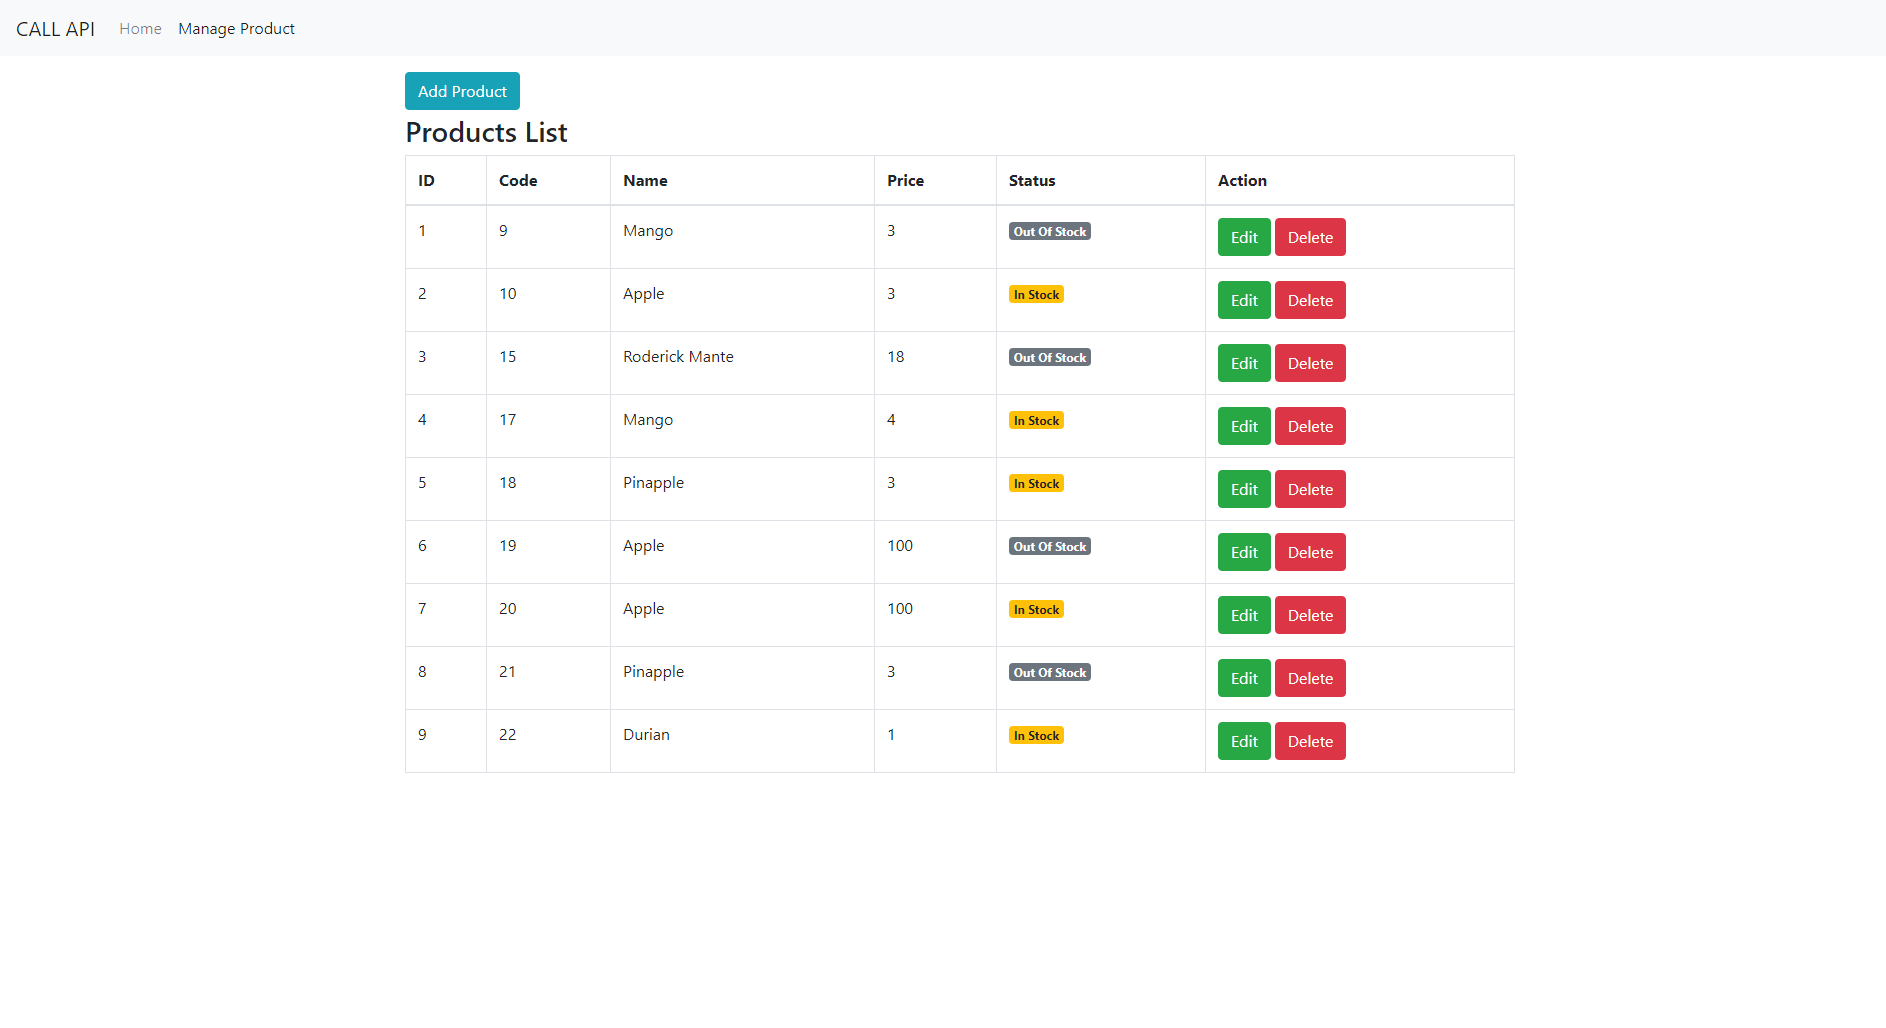 CALL API Home Manage Product
Add Product
Products List
ID Code Name Price Status Action
1 9 Mango 3 Out Of Stock Edit Delete
2 10 Apple 3 In Stock Edit Delete
3 15 Roderick Mante 18 Out Of Stock Edit Delete
4 17 Mango 4 In Stock Edit Delete
5 18 Pinapple 3 In Stock Edit Delete
6 19 Apple 100 Out Of Stock Edit Delete
7 20 Apple 100 In Stock Edit Delete
8 21 Pinapple 3 Out Of Stock Edit Delete
9 22 Durian 1 In Stock Edit Delete